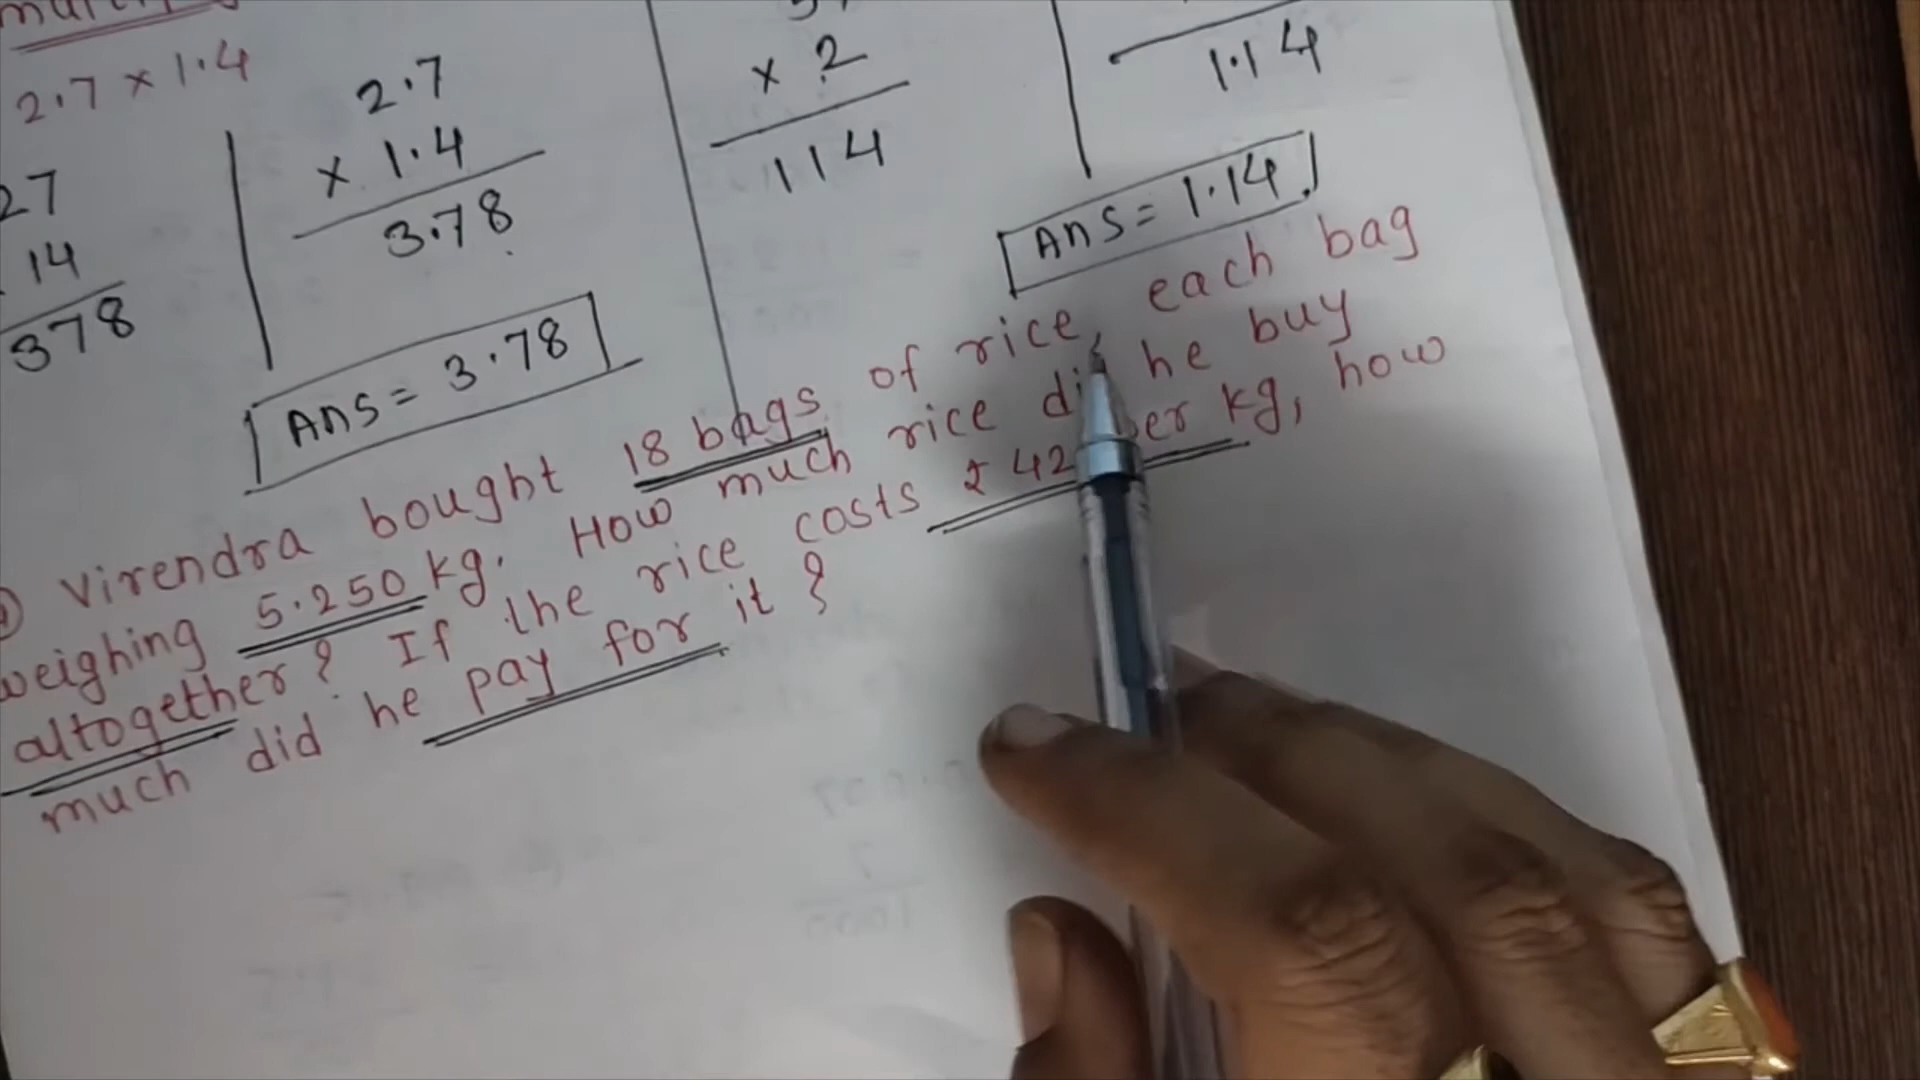 2.7 x 1.4
27
14
378
2.7
x 1.4
3.78
Ans = 3.78
x 2
114
1.14
Ans = 1.14
Virendra bought 18 bags of rice, each bag
weighing 5.250 kg. How much rice did he buy
altogether? If the rice costs ₹ 42 per kg, how
much did he pay for it?